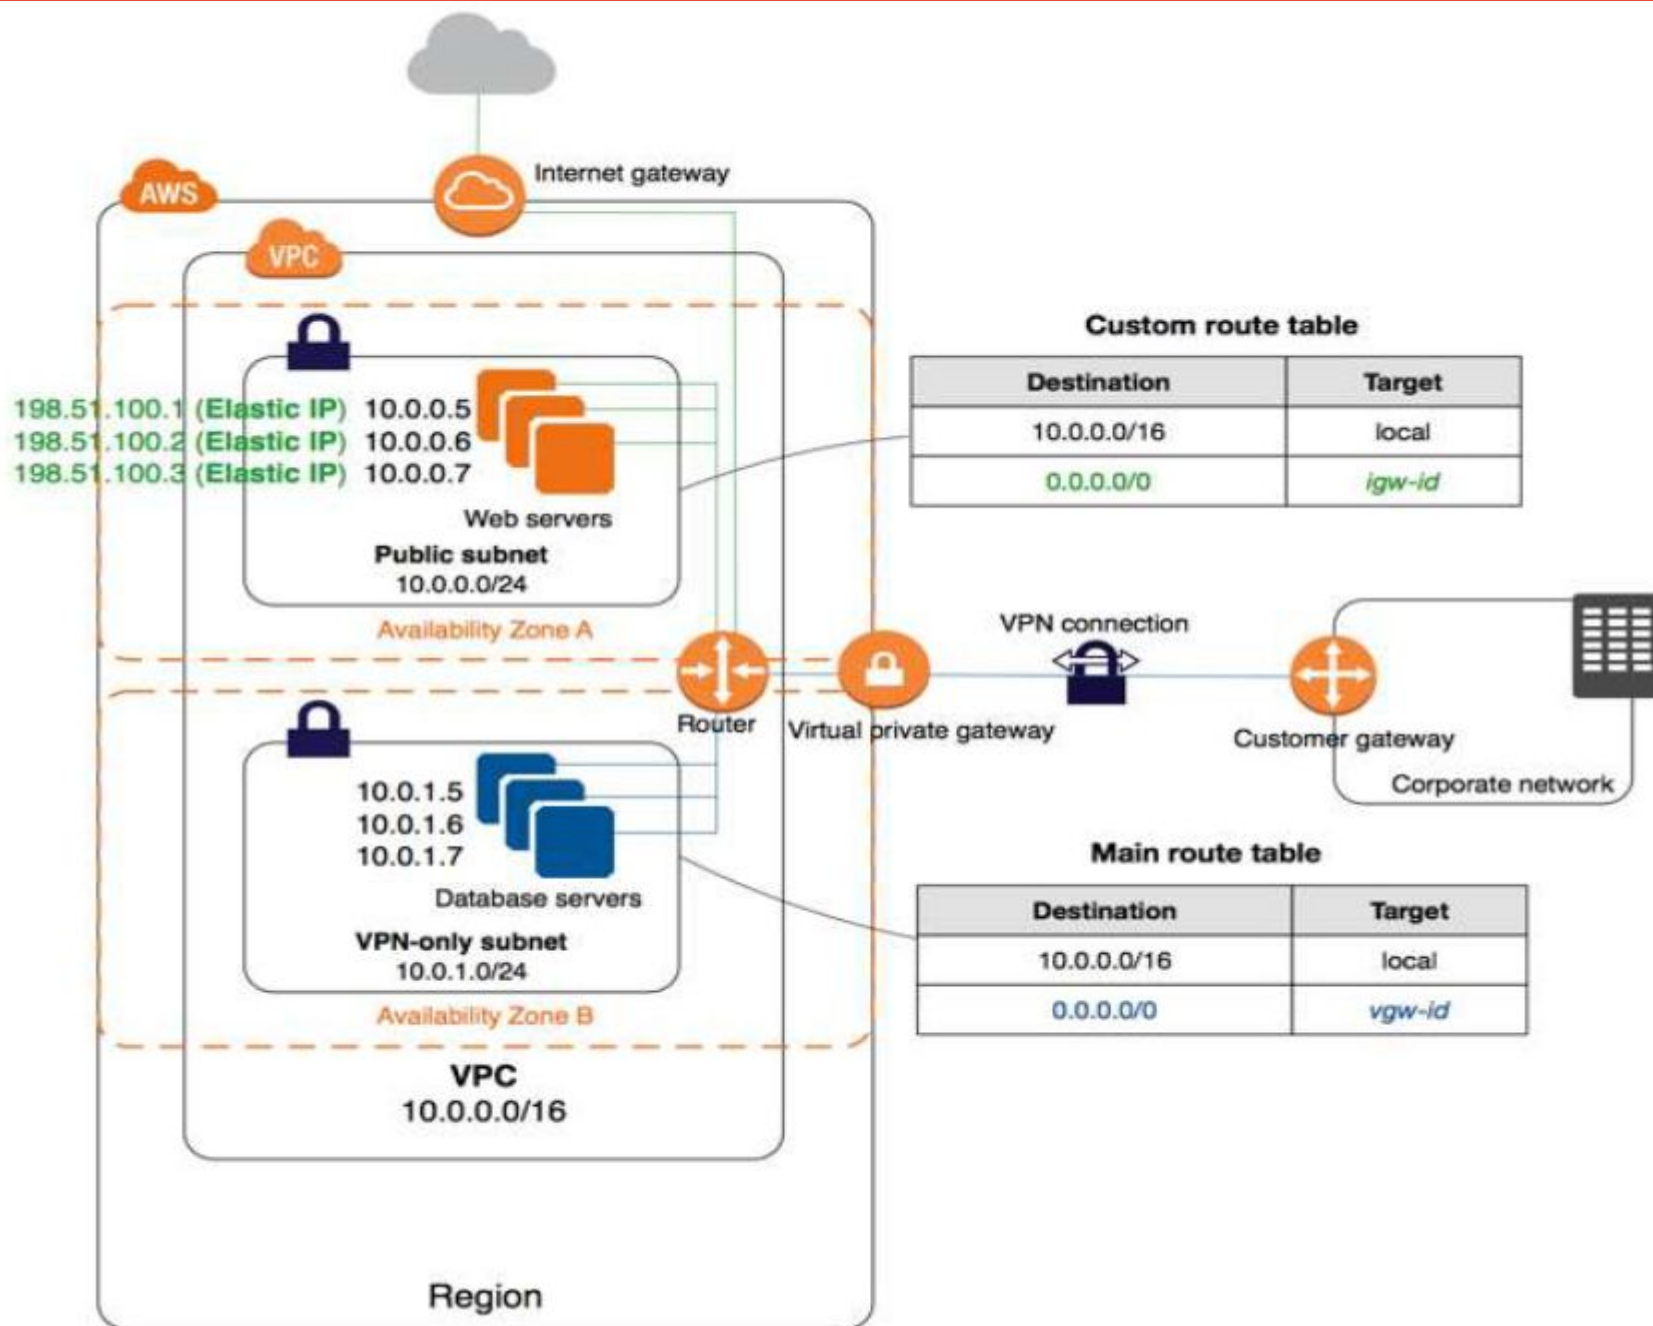 Internet gateway
AWS
VPC
198.51.100.1 (Elastic IP) 10.0.0.5
198.51.100.2 (Elastic IP) 10.0.0.6
198.51.100.3 (Elastic IP) 10.0.0.7
Web servers
Public subnet
10.0.0.0/24
Availability Zone A
Custom route table
Destination Target
10.0.0.0/16 local
0.0.0.0/0 igw-id
Router
Virtual private gateway
VPN connection
Customer gateway
Corporate network
10.0.1.5
10.0.1.6
10.0.1.7
Database servers
VPN-only subnet
10.0.1.0/24
Availability Zone B
Main route table
Destination Target
10.0.0.0/16 local
0.0.0.0/0 vgw-id
VPC
10.0.0.0/16
Region